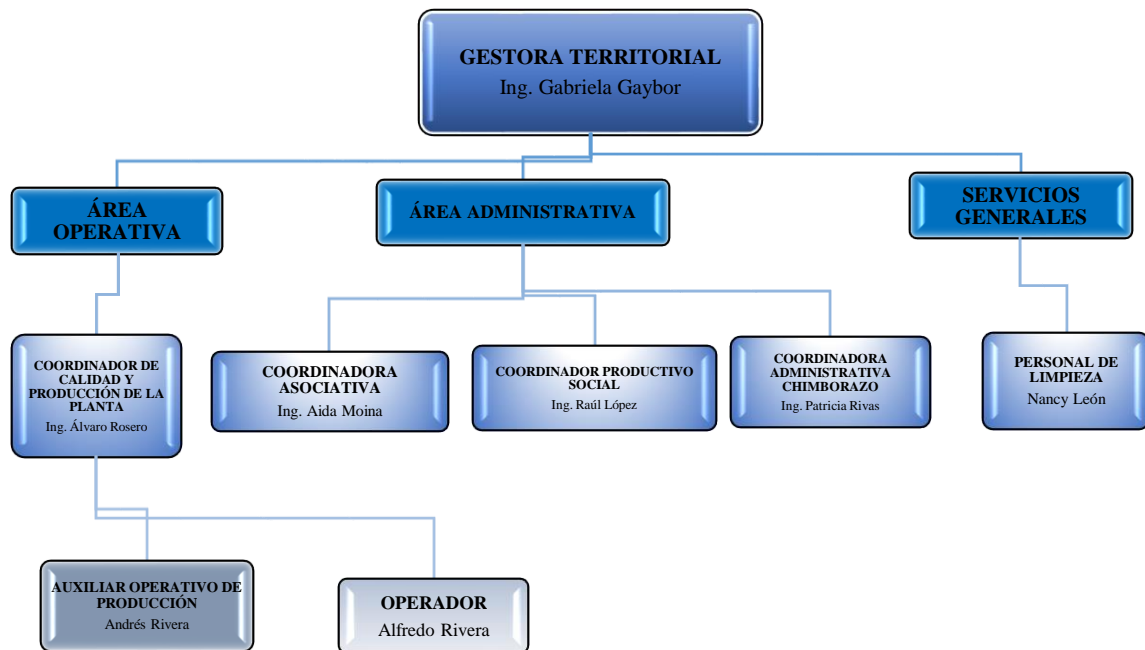 GESTORA TERRITORIAL
Ing. Gabriela Gaybor
ÁREA
OPERATIVA
ÁREA ADMINISTRATIVA
SERVICIOS
GENERALES
COORDINADOR DE
CALIDAD Y
PRODUCCIÓN DE LA
PLANTA
Ing. Álvaro Rosero
COORDINADORA
ASOCIATIVA
Ing. Aida Moina
COORDINADOR PRODUCTIVO
SOCIAL
Ing. Raúl López
COORDINADORA
ADMINISTRATIVA
CHIMBORAZO
Ing. Patricia Rivas
PERSONAL DE
LIMPIEZA
Nancy León
AUXILIAR OPERATIVO DE
PRODUCCIÓN
Andrés Rivera
OPERADOR
Alfredo Rivera